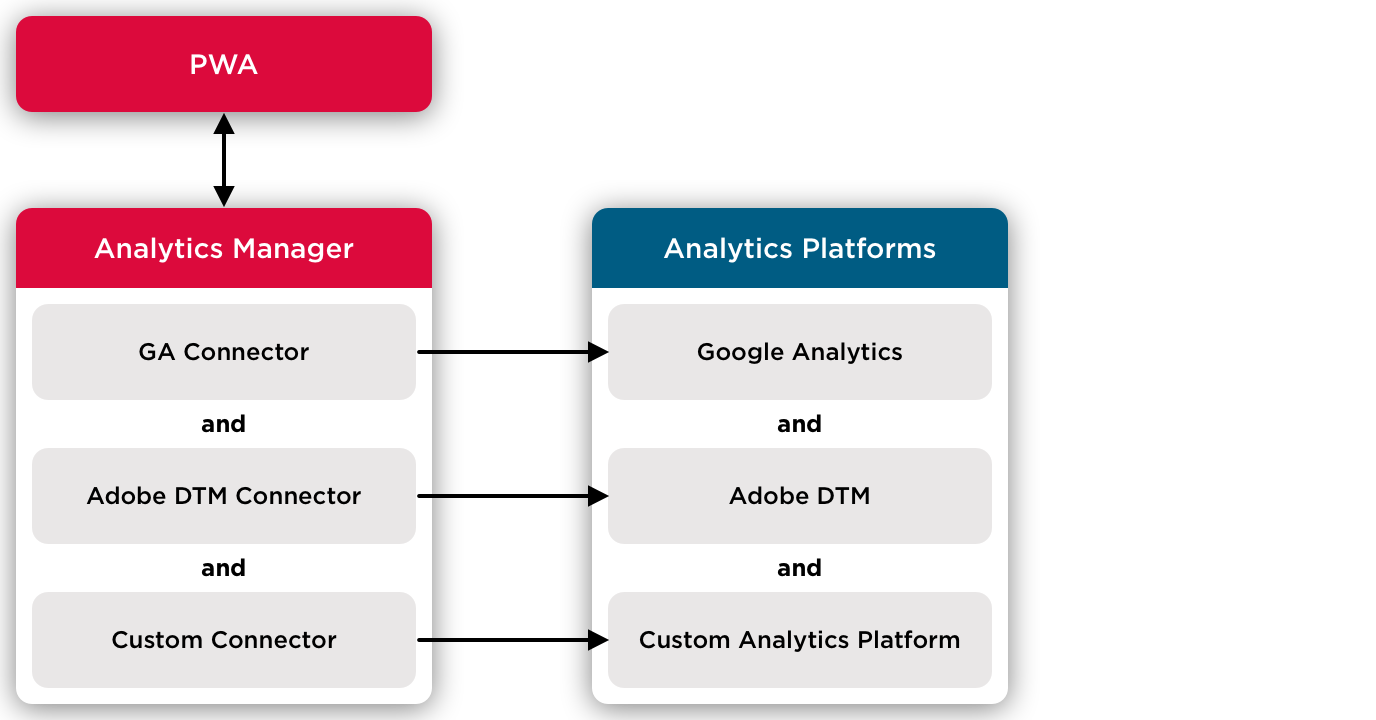 PWA
Analytics Manager
GA Connector
and
Adobe DTM Connector
and
Custom Connector
Analytics Platforms
Google Analytics
and
Adobe DTM
and
Custom Analytics Platform